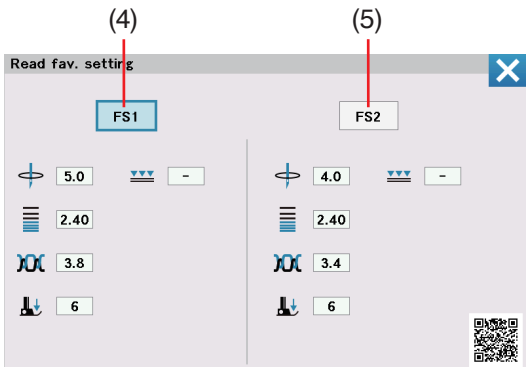 (4) (5)
Read fav. setting
FS1 FS2
5.0 - 4.0 -
2.40 2.40
3.8 3.4
6 6